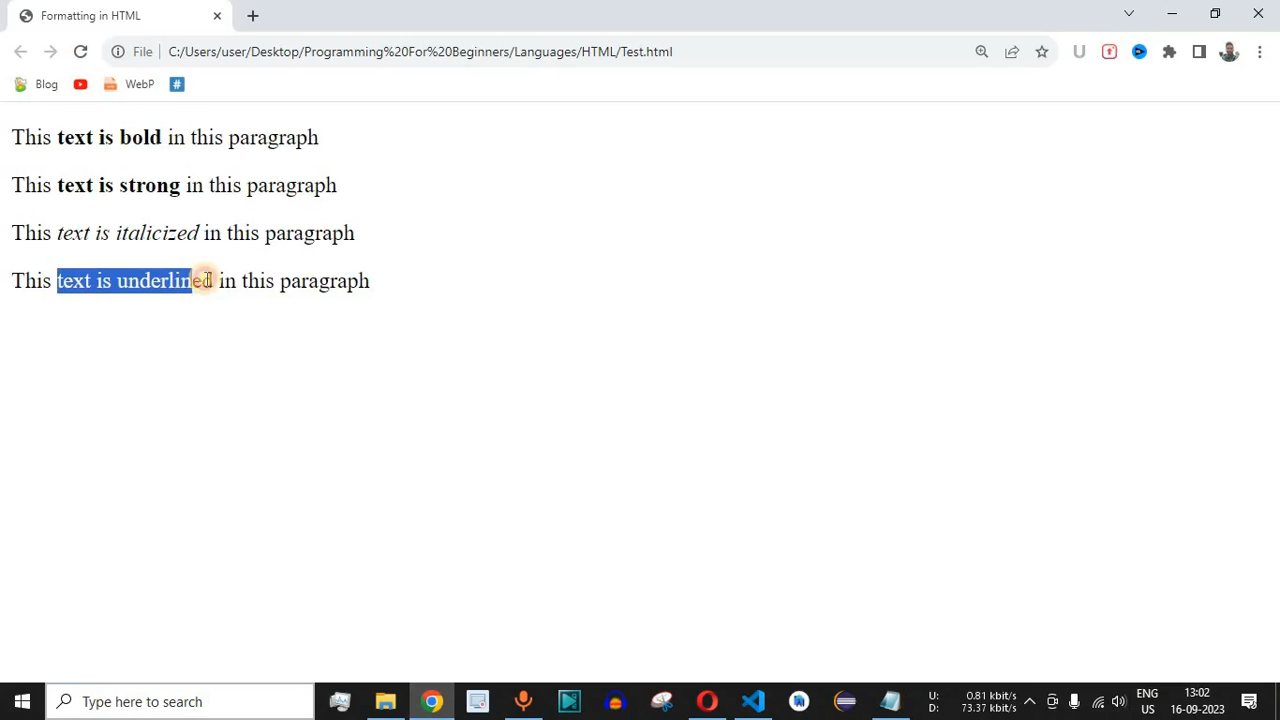 Formatting in HTML
File C:/Users/user/Desktop/Programming%20For%20Beginners/Languages/HTML/Test.html
Blog WebP #
This text is bold in this paragraph
This text is strong in this paragraph
This text is italicized in this paragraph
This text is underlined in this paragraph
Type here to search
U: 0.81 kbit/s
D: 73.37 kbit/s
ENG
US
13:02
16-09-2023